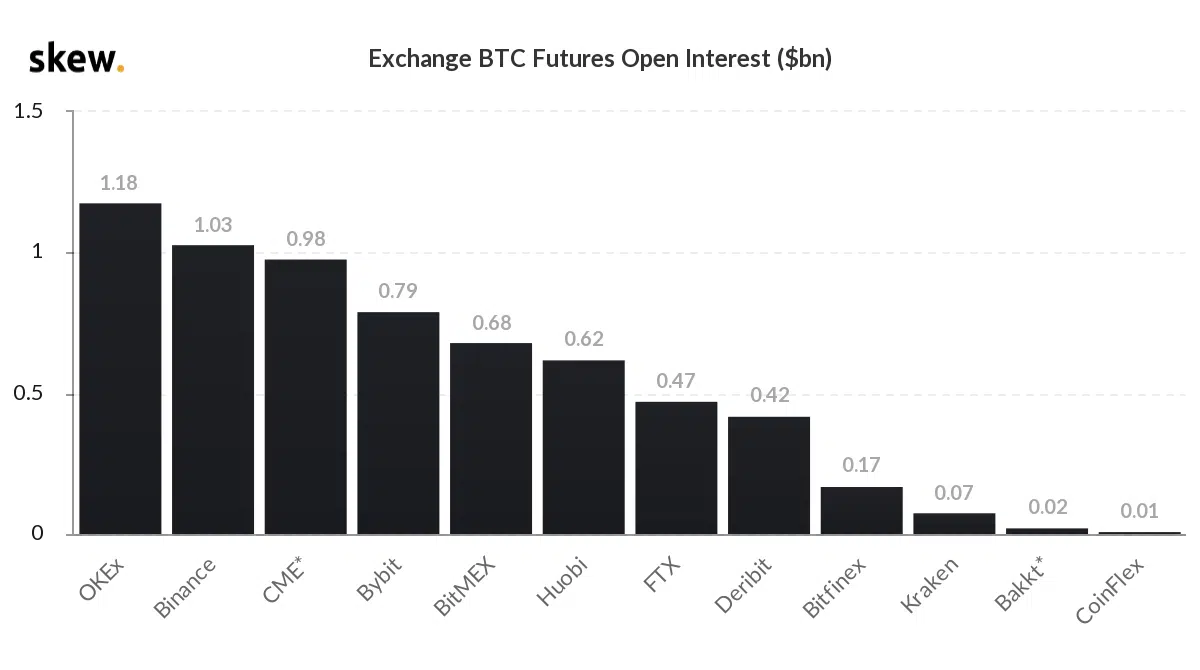 skew.
Exchange BTC Futures Open Interest ($bn)
1.5
1
0.5
0
1.18
1.03
0.98
0.79
0.68
0.62
0.47
0.42
0.17
0.07
0.02
0.01
OKEx
Binance
CME*
Bybit
BitMEX
Huobi
FTX
Deribit
Bitfinex
Kraken
Bakkt*
CoinFlex